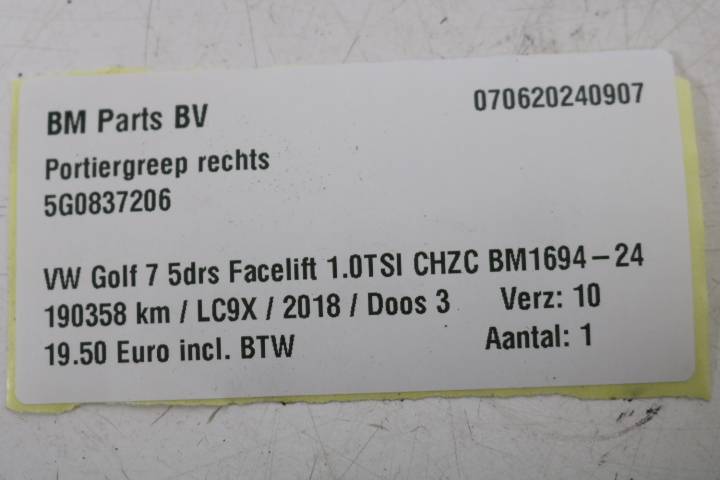 BM Parts BV 070620240907
Portiergreep rechts
5G0837206
VW Golf 7 5drs Facelift 1.0TSI CHZC BM1694-24
190358 km / LC9X / 2018 / Doos 3 Verz: 10
19.50 Euro incl. BTW Aantal: 1